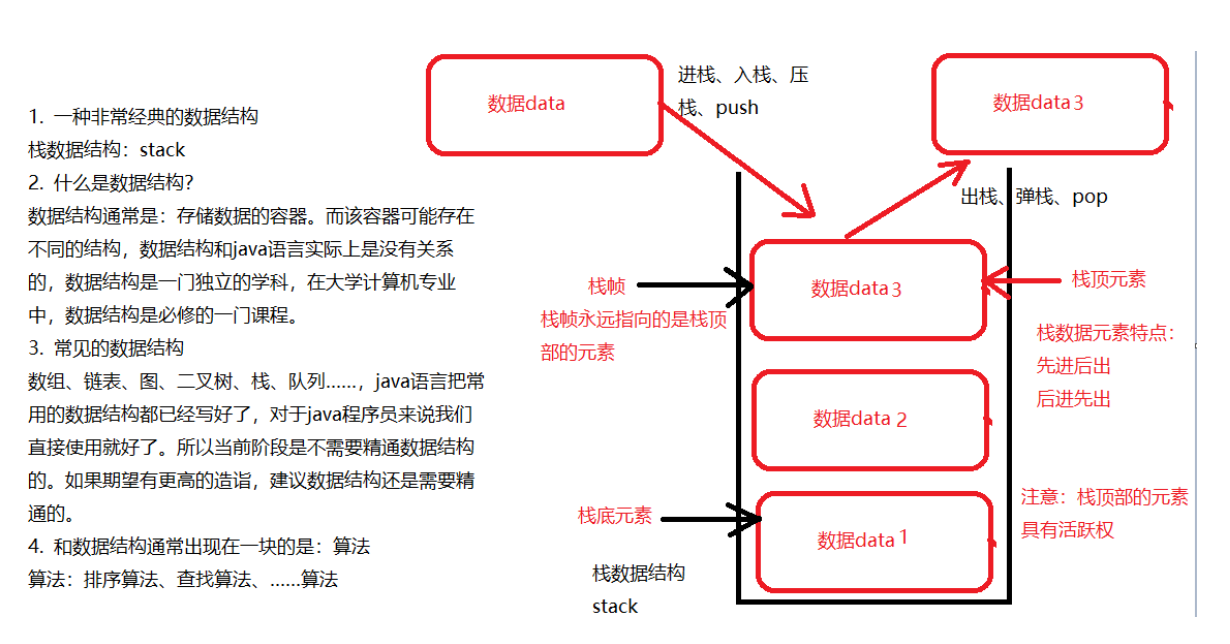 1. 一种非常经典的数据结构
栈数据结构：stack
2. 什么是数据结构？
数据结构通常是：存储数据的容器。而该容器可能存在
不同的结构，数据结构和java语言实际上是没有关系
的，数据结构是一门独立的学科，在大学计算机专业
中，数据结构是必修的一门课程。
3. 常见的数据结构
数组、链表、图、二叉树、栈、队列......，java语言把常
用的数据结构都已经写好了，对于java程序员来说我们
直接使用就好了。所以当前阶段是不需要精通数据结构
的。如果期望有更高的造诣，建议数据结构还是需要精
通的。
4. 和数据结构通常出现在一块的是：算法
算法：排序算法、查找算法、......算法
数据data
进栈、入栈、压
栈、push
数据data3
出栈、弹栈、pop
栈帧
栈帧永远指向的是栈顶
部的元素
数据data3
栈顶元素
栈数据元素特点：
先进后出
后进先出
数据data2
栈底元素
数据data1
注意：栈顶部的元素
具有活跃权
栈数据结构
stack